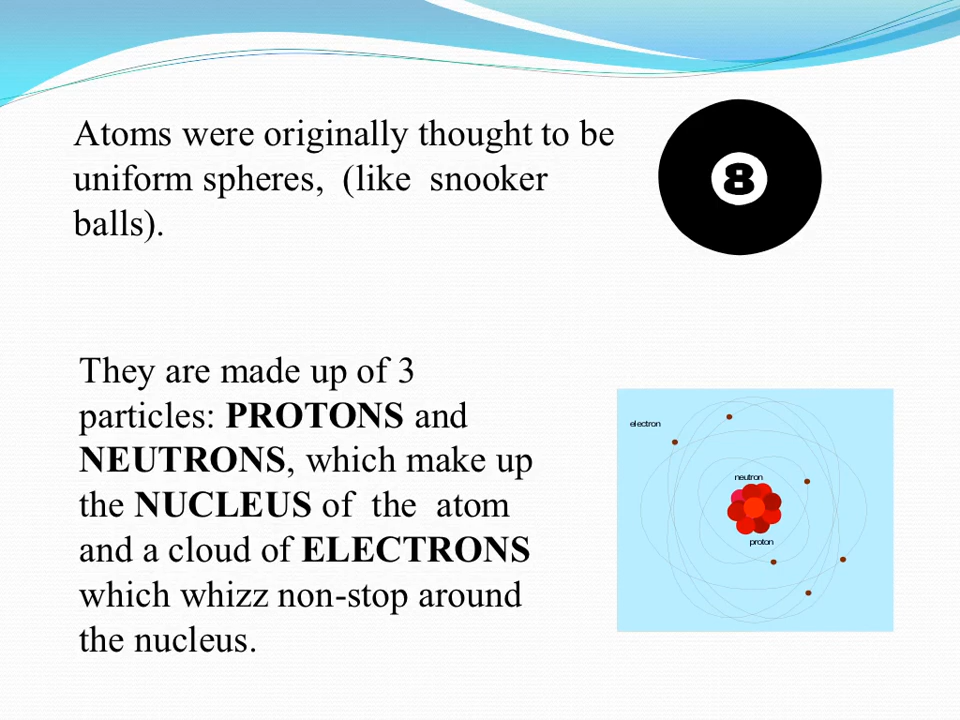 Atoms were originally thought to be
uniform spheres, (like snooker
balls).
8
They are made up of 3
particles: PROTONS and
NEUTRONS, which make up
the NUCLEUS of the atom
and a cloud of ELECTRONS
which whizz non-stop around
the nucleus.
electron
neutron
proton